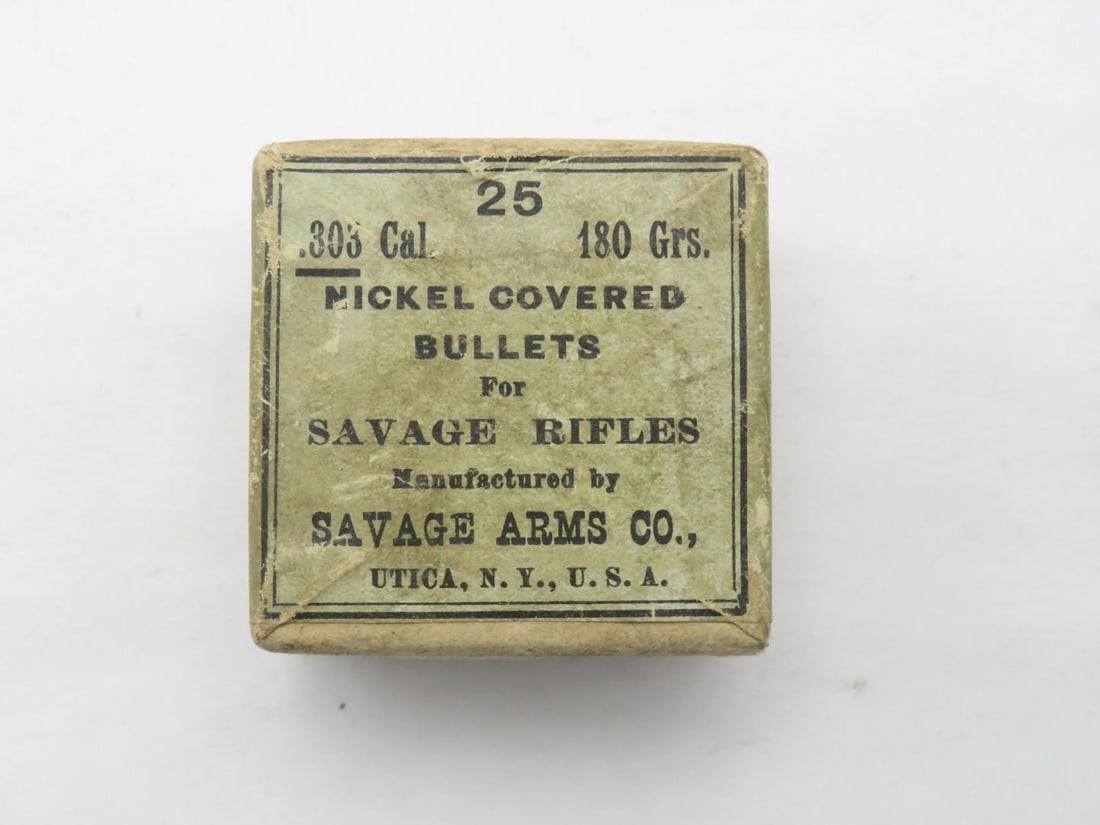 25
.303 Cal. 180 Grs.
NICKEL COVERED
BULLETS
For
SAVAGE RIFLES
Manufactured by
SAVAGE ARMS CO.,
UTICA, N. Y., U. S. A.